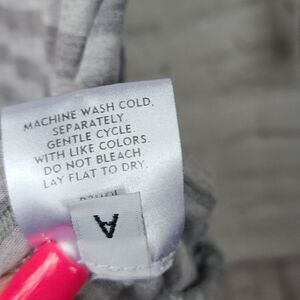 MACHINE WASH COLD,
SEPARATELY.
GENTLE CYCLE
WITH LIKE COLORS.
DO NOT BLEACH.
LAY FLAT TO DRY.
A